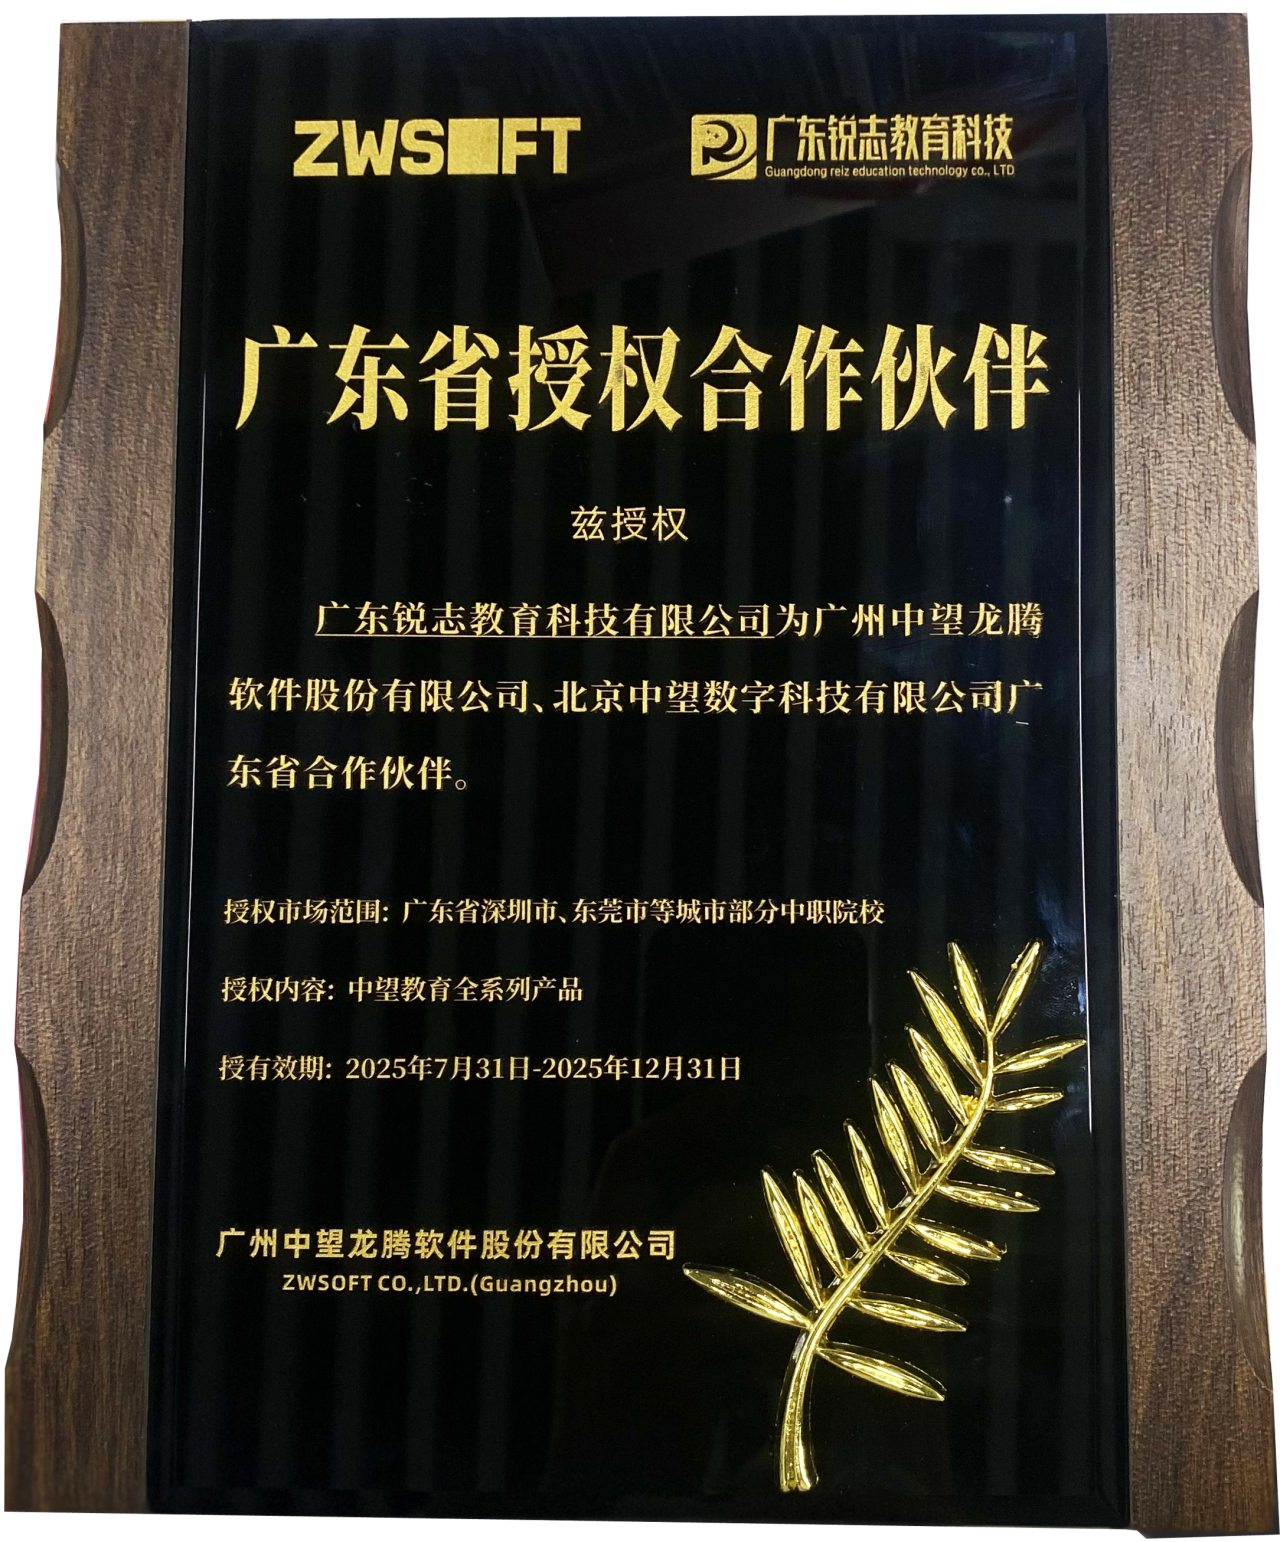 ZWSOFT
广东锐志教育科技
Guangdong reiz education technology co., LTD
广东省授权合作伙伴
兹授权
广东锐志教育科技有限公司为广州中望龙腾
软件股份有限公司、北京中望数字科技有限公司广
东省合作伙伴。
授权市场范围: 广东省深圳市、东莞市等城市部分中职院校
授权内容: 中望教育全系列产品
授有效期: 2025年7月31日-2025年12月31日
广州中望龙腾软件股份有限公司
ZWSOFT CO.,LTD.(Guangzhou)